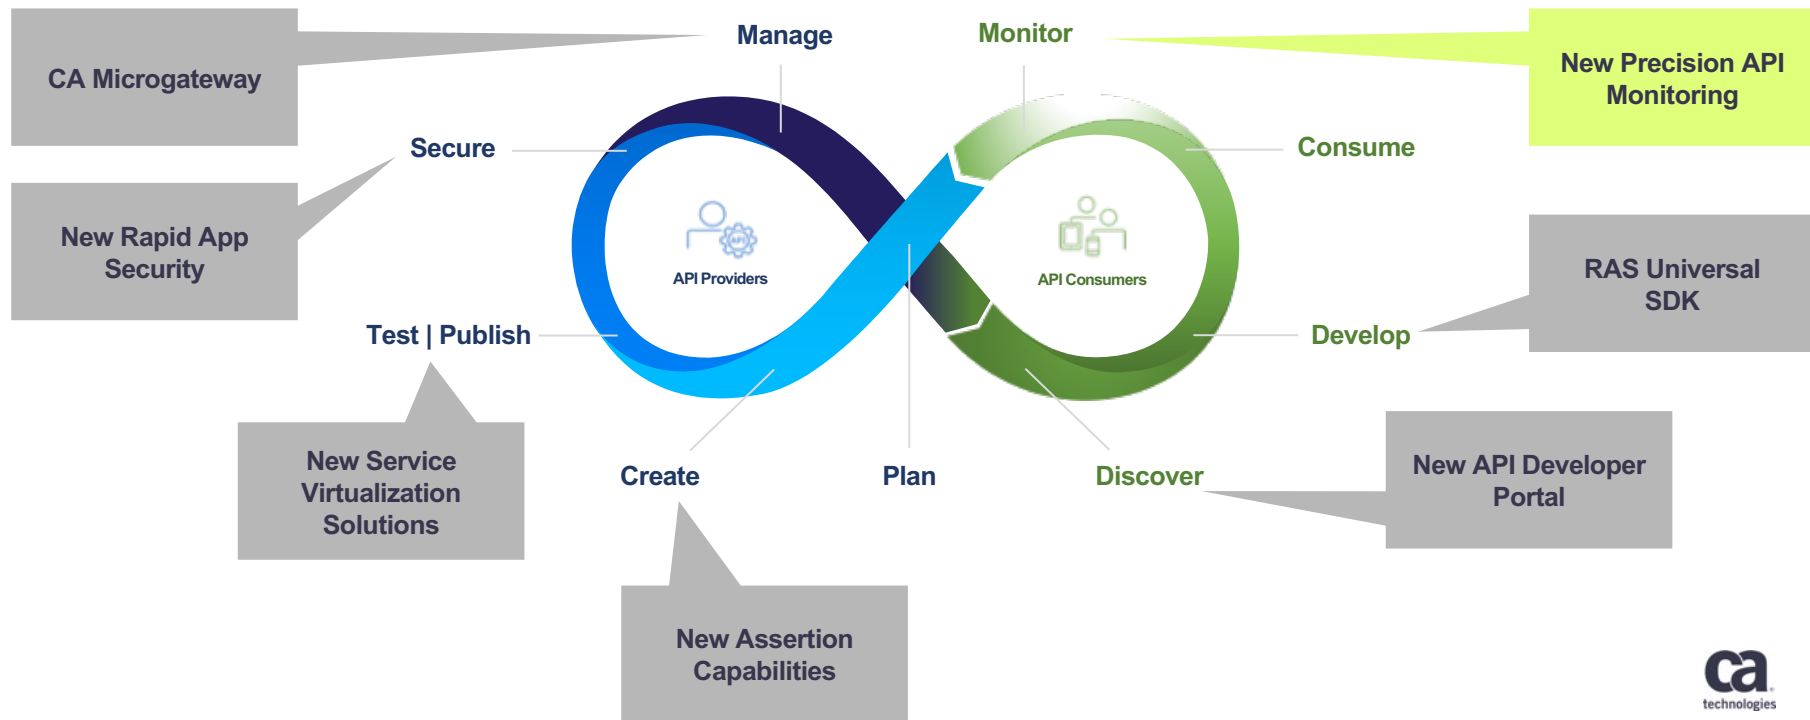 Manage
Monitor
CA Microgateway
New Precision API
Monitoring
Secure
Consume
New Rapid App
Security
API
API Providers
API Consumers
RAS Universal
SDK
Test | Publish
Develop
New Service
Virtualization
Solutions
Create
Plan
Discover
New API Developer
Portal
New Assertion
Capabilities
ca
technologies